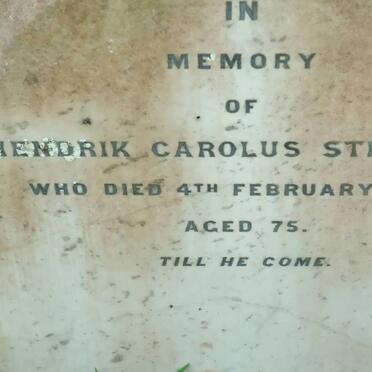 IN
MEMORY
OF
HENDRIK CAROLUS
WHO DIED 4TH FEBRUARY
AGED 75.
TILL HE COME.